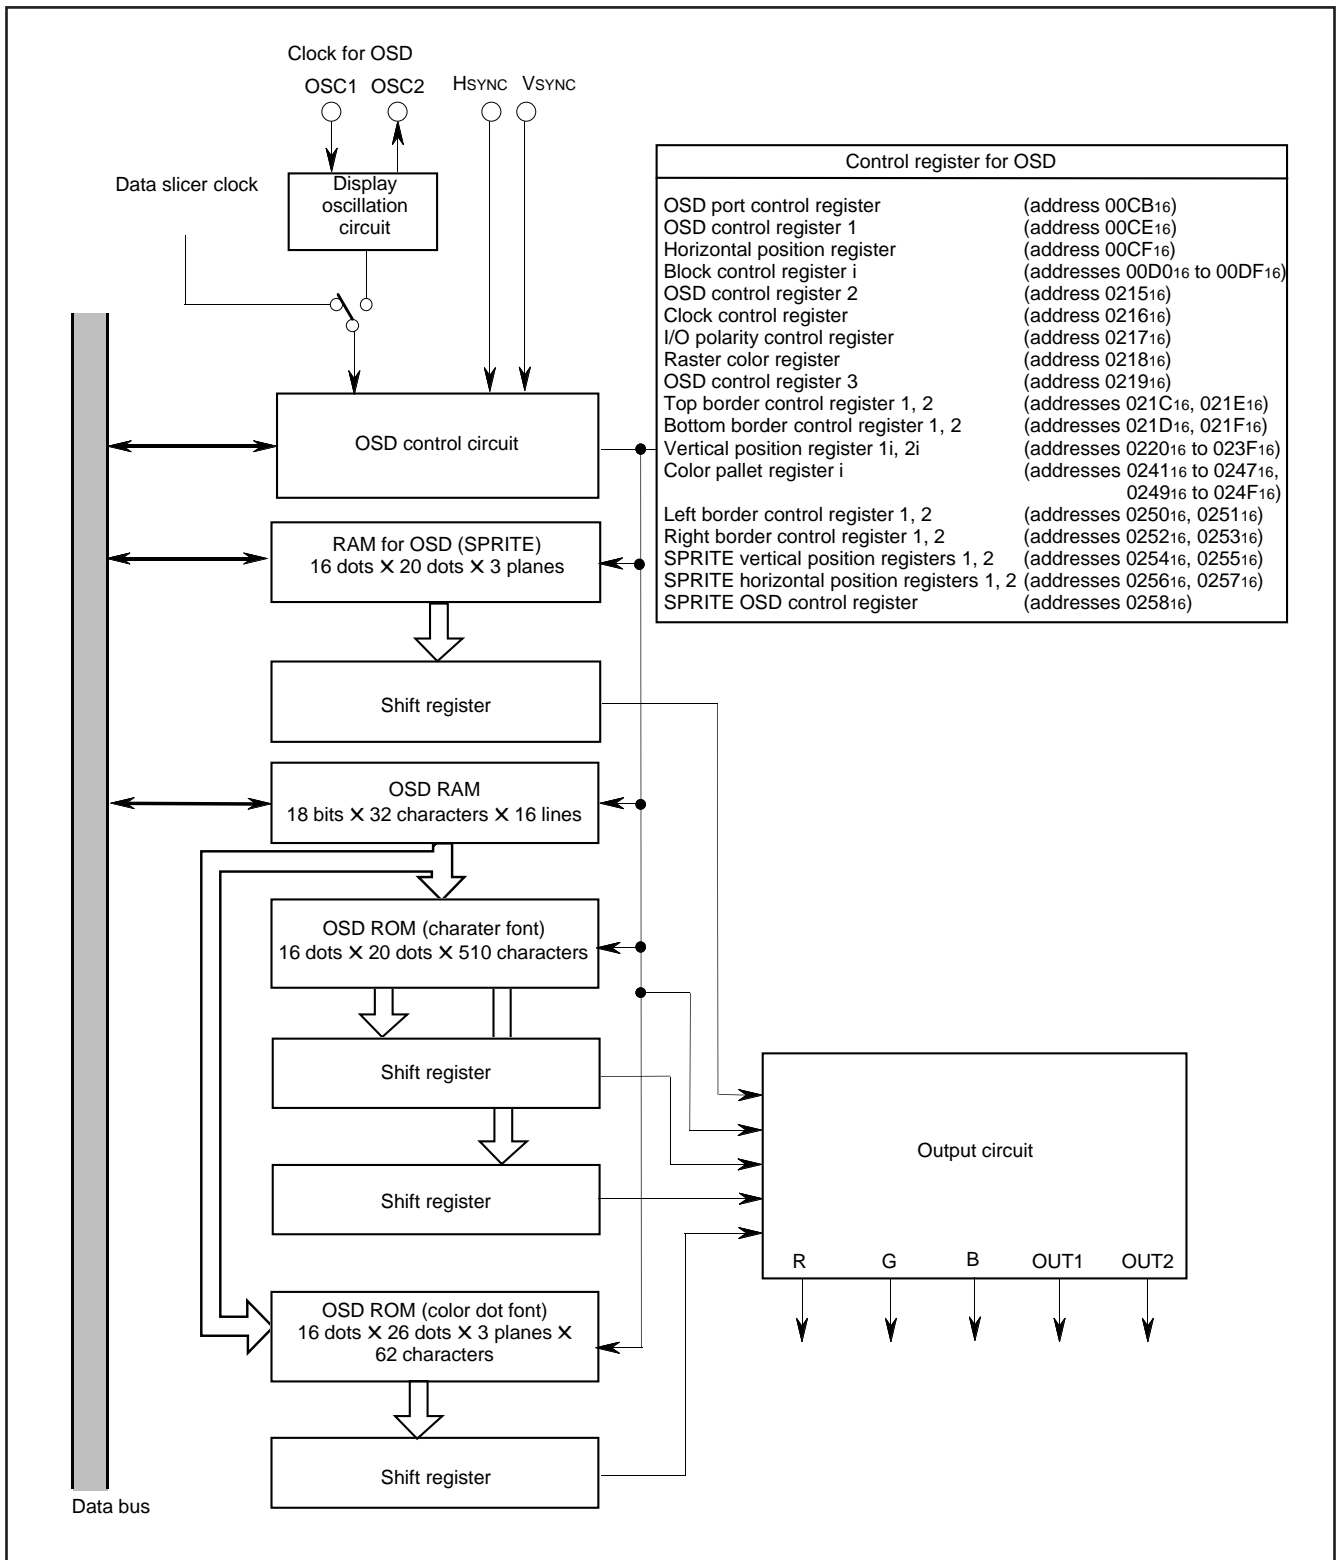 Clock for OSD
OSC1 OSC2 HSYNC VSYNC
Data slicer clock
Display
oscillation
circuit
Control register for OSD
OSD port control register (address 00CB16)
OSD control register 1 (address 00CE16)
Horizontal position register (address 00CF16)
Block control register i (addresses 00D016 to 00DF16)
OSD control register 2 (address 021516)
Clock control register (address 021616)
I/O polarity control register (address 021716)
Raster color register (address 021816)
OSD control register 3 (address 021916)
Top border control register 1, 2 (addresses 021C16, 021E16)
Bottom border control register 1, 2 (addresses 021D16, 021F16)
Vertical position register 1i, 2i (addresses 022016 to 023F16)
Color pallet register i (addresses 024116 to 024716,
024916 to 024F16)
Left border control register 1, 2 (addresses 025016, 025116)
Right border control register 1, 2 (addresses 025216, 025316)
SPRITE vertical position registers 1, 2 (addresses 025416, 025516)
SPRITE horizontal position registers 1, 2 (addresses 025616, 025716)
SPRITE OSD control register (addresses 025816)
OSD control circuit
RAM for OSD (SPRITE)
16 dots × 20 dots × 3 planes
Shift register
OSD RAM
18 bits × 32 characters × 16 lines
OSD ROM (charater font)
16 dots × 20 dots × 510 characters
Shift register
Shift register
Output circuit
R G B OUT1 OUT2
OSD ROM (color dot font)
16 dots × 26 dots × 3 planes ×
62 characters
Shift register
Data bus